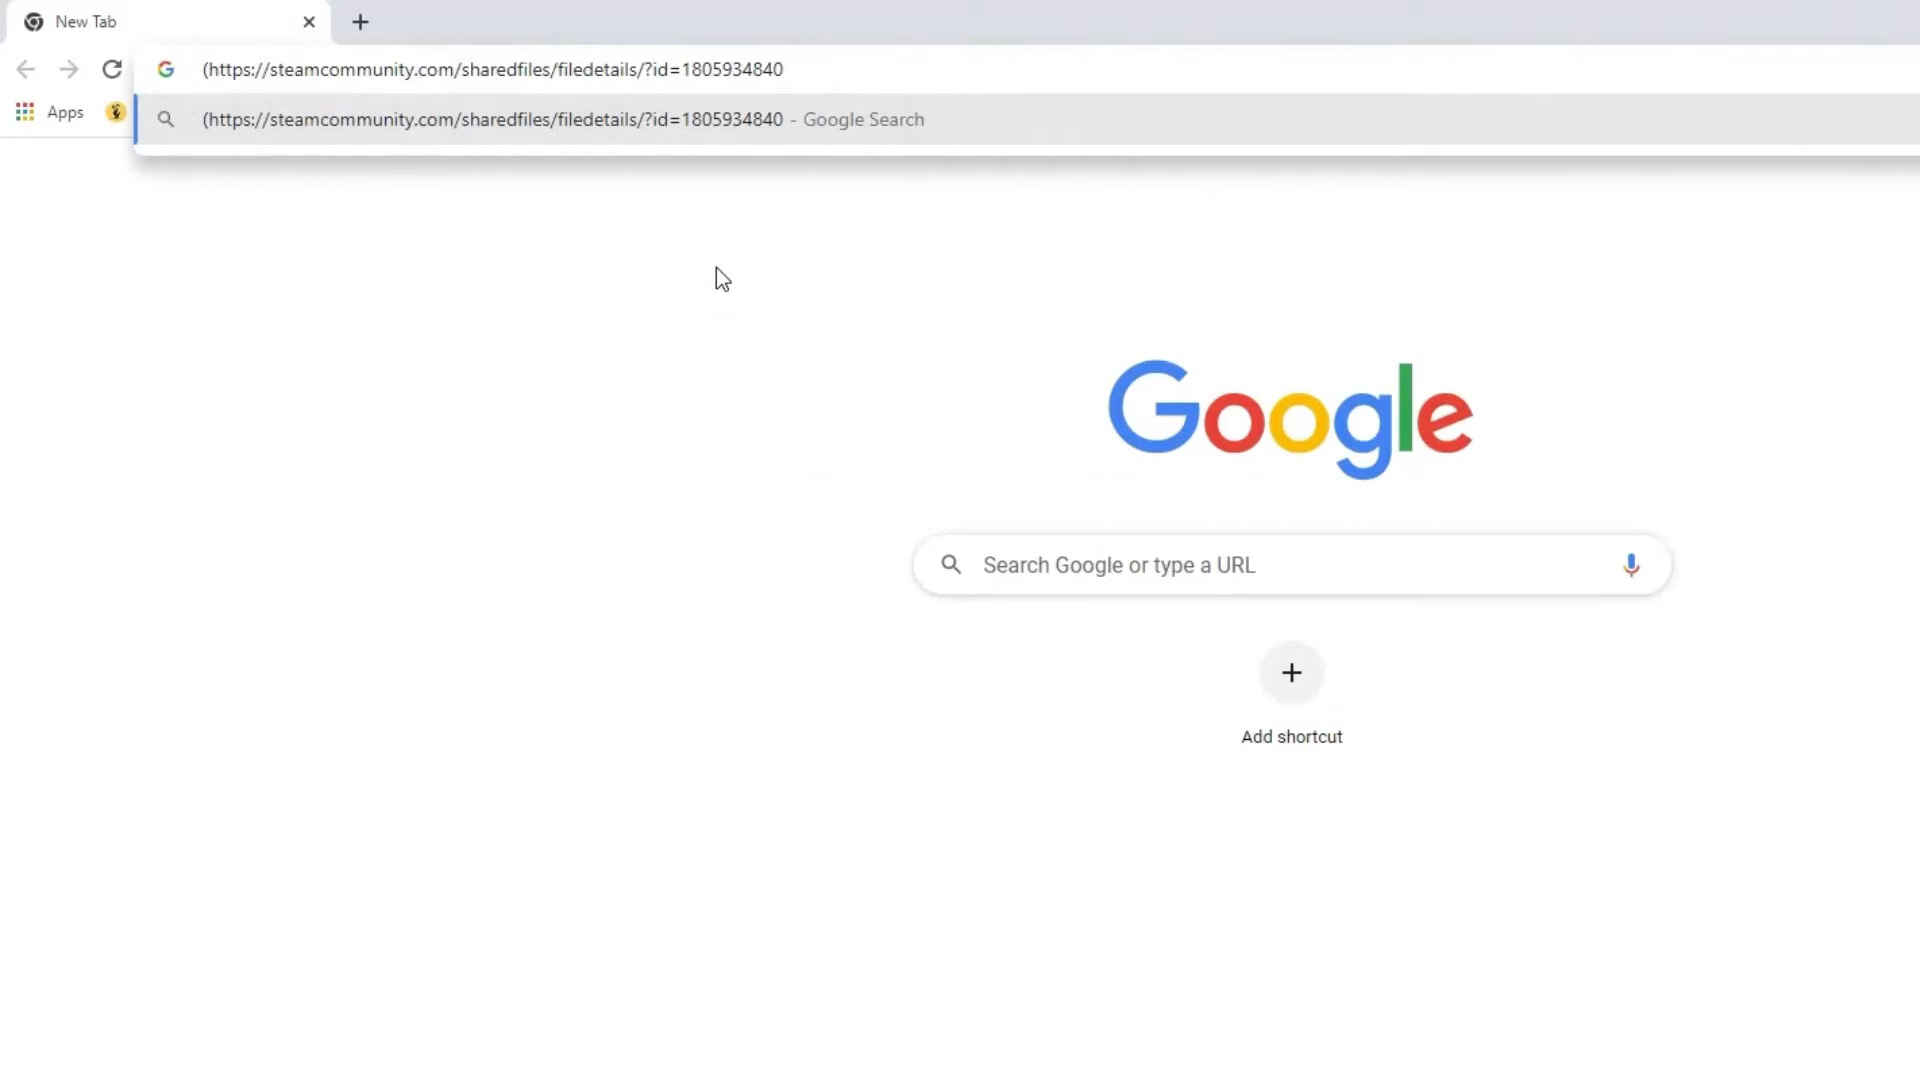 New Tab
(https://steamcommunity.com/sharedfiles/filedetails/?id=1805934840
Apps
(https://steamcommunity.com/sharedfiles/filedetails/?id=1805934840 - Google Search
Google
Search Google or type a URL
Add shortcut